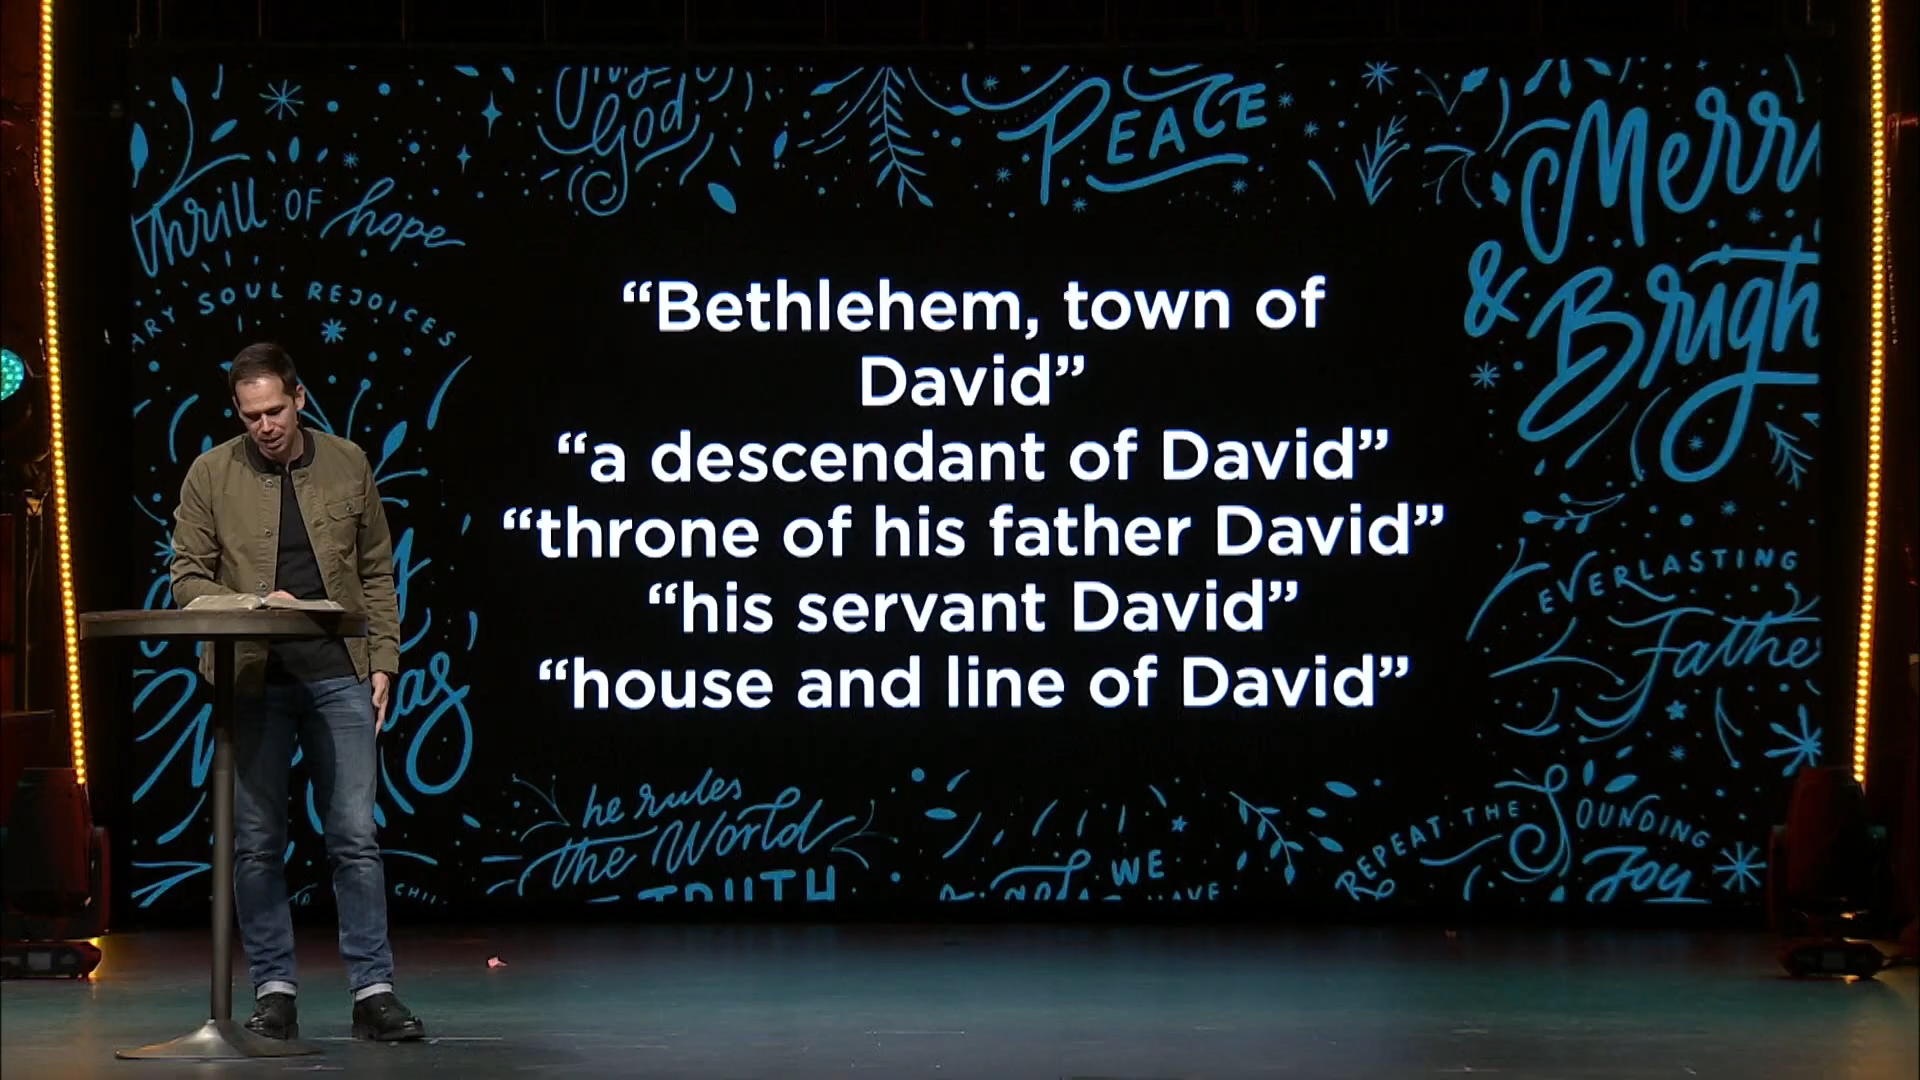 God
PEACE
Thrill OF hope
SOUL REJOICES
Merr
& Brigh
"Bethlehem, town of
David"
"a descendant of David"
"throne of his father David"
"his servant David"
"house and line of David"
EVERLASTING
Fathe
he rules
the World
TRUTH
WE
HAVE
REPEAT THE SOUNDING
Joy